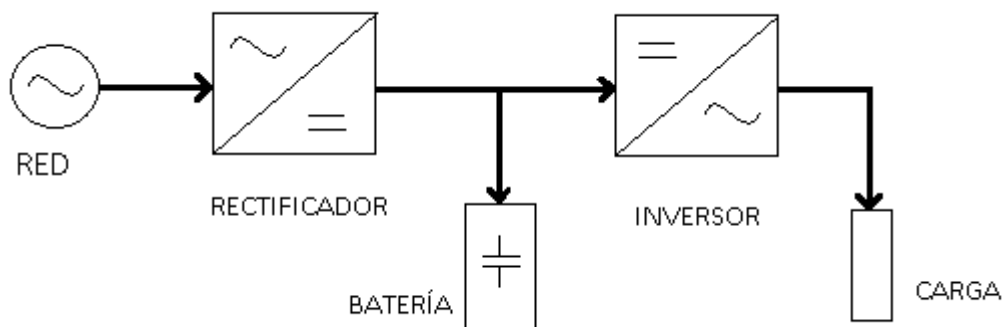 RED
RECTIFICADOR
INVERSOR
BATERÍA
CARGA